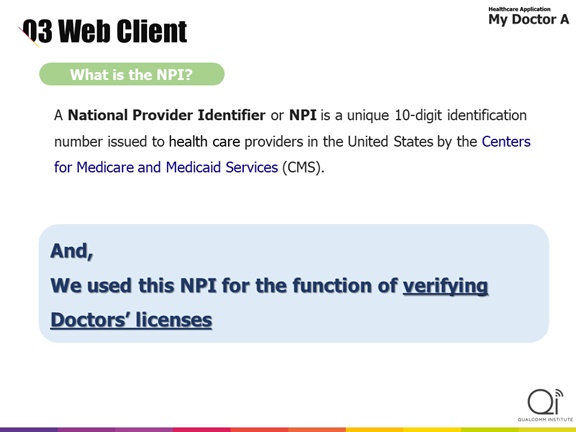 Healthcare Application
My Doctor A
03 Web Client
What is the NPI?
A National Provider Identifier or NPI is a unique 10-digit identification
number issued to health care providers in the United States by the Centers
for Medicare and Medicaid Services (CMS).
And,
We used this NPI for the function of verifying
Doctors’ licenses
Qi
QUALCOMM INSTITUTE